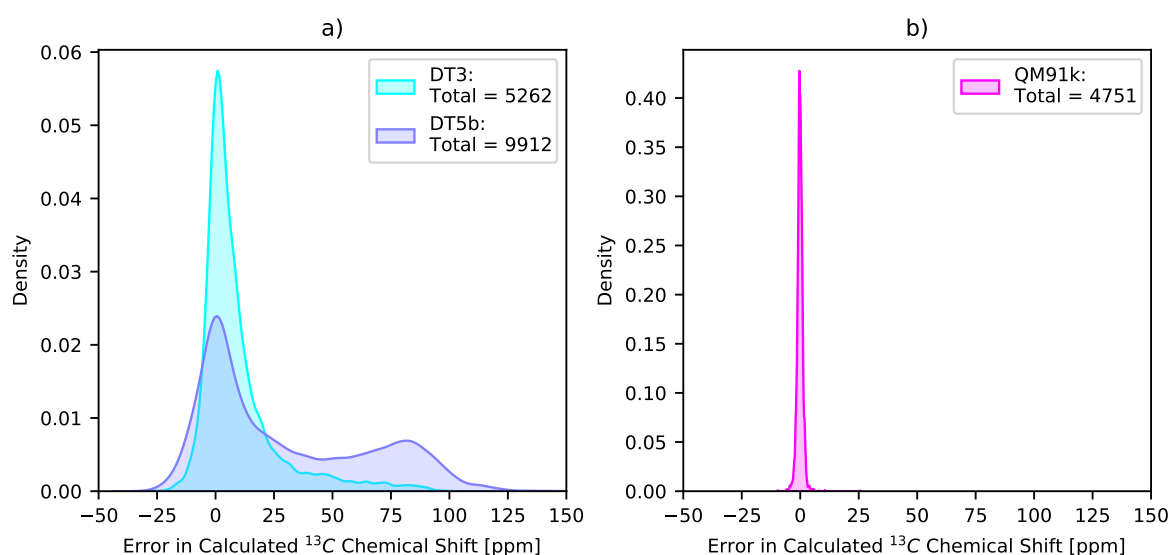 a)
0.06
0.05
0.04
0.03
0.02
0.01
0.00
Density
DT3:
Total = 5262
DT5b:
Total = 9912
−50 −25 0 25 50 75 100 125 150
Error in Calculated ¹³C Chemical Shift [ppm]
b)
0.40
0.35
0.30
0.25
0.20
0.15
0.10
0.05
0.00
Density
QM91k:
Total = 4751
−50 −25 0 25 50 75 100 125 150
Error in Calculated ¹³C Chemical Shift [ppm]